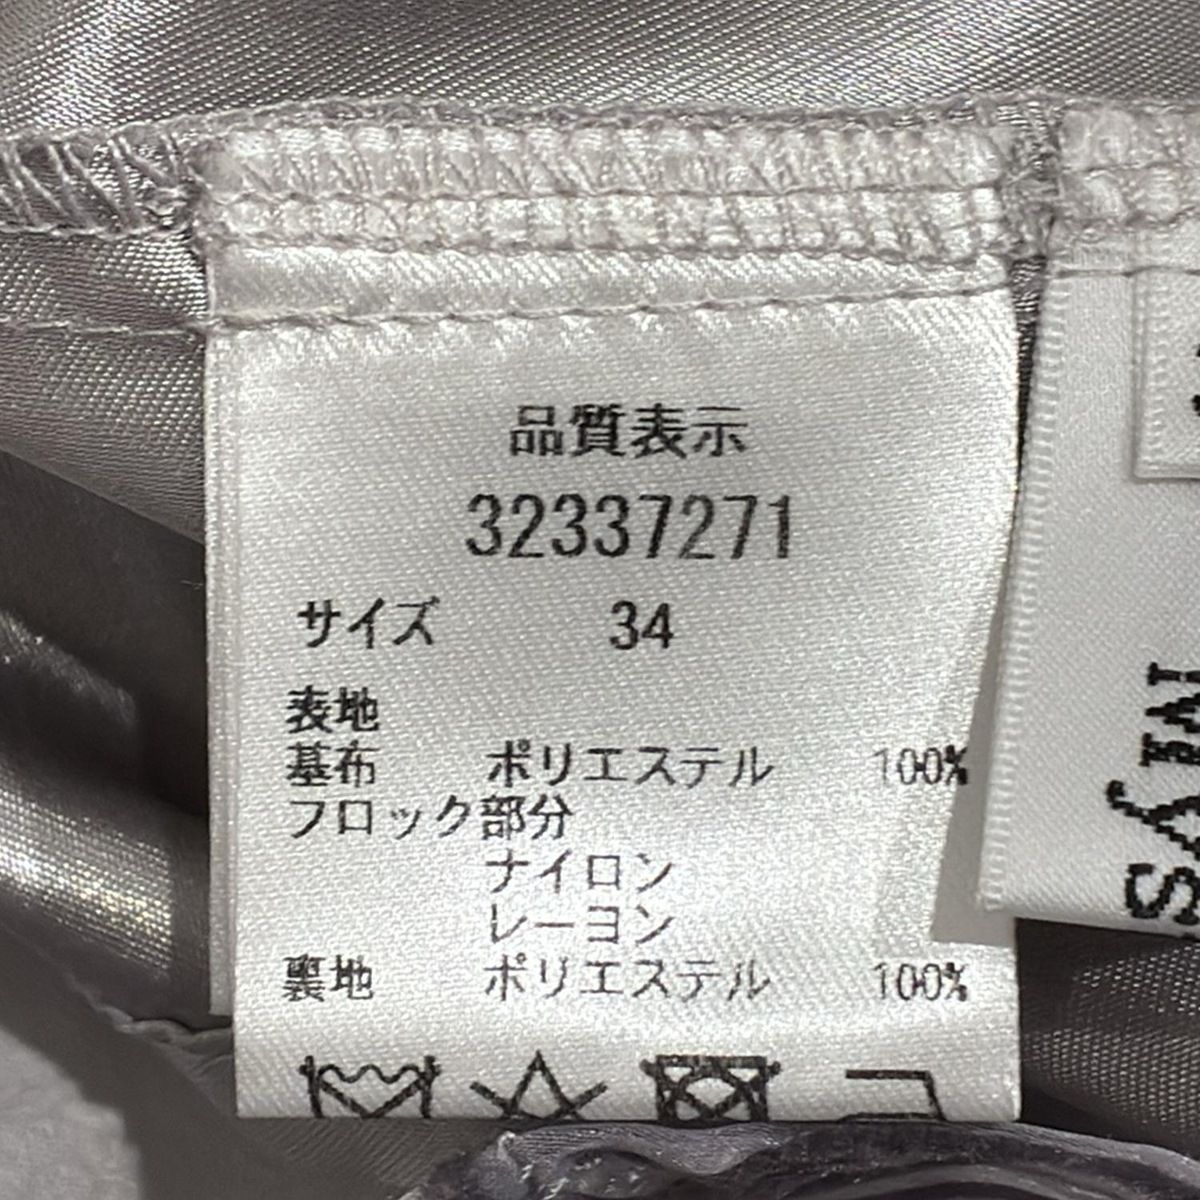 品質表示
32337271
サイズ 34
表地
基布 ポリエステル 100%
フロック部分
ナイロン
レーヨン
裏地 ポリエステル 100%
Mys